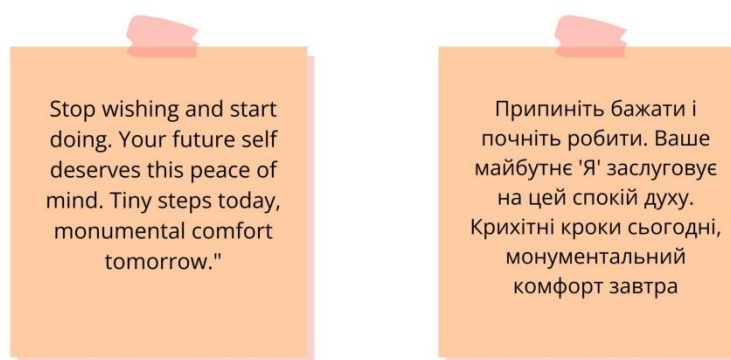 Stop wishing and start
doing. Your future self
deserves this peace of
mind. Tiny steps today,
monumental comfort
tomorrow."
Припиніть бажати і
почніть робити. Ваше
майбутнє 'Я' заслуговує
на цей спокій духу.
Крихітні кроки сьогодні,
монументальний
комфорт завтра